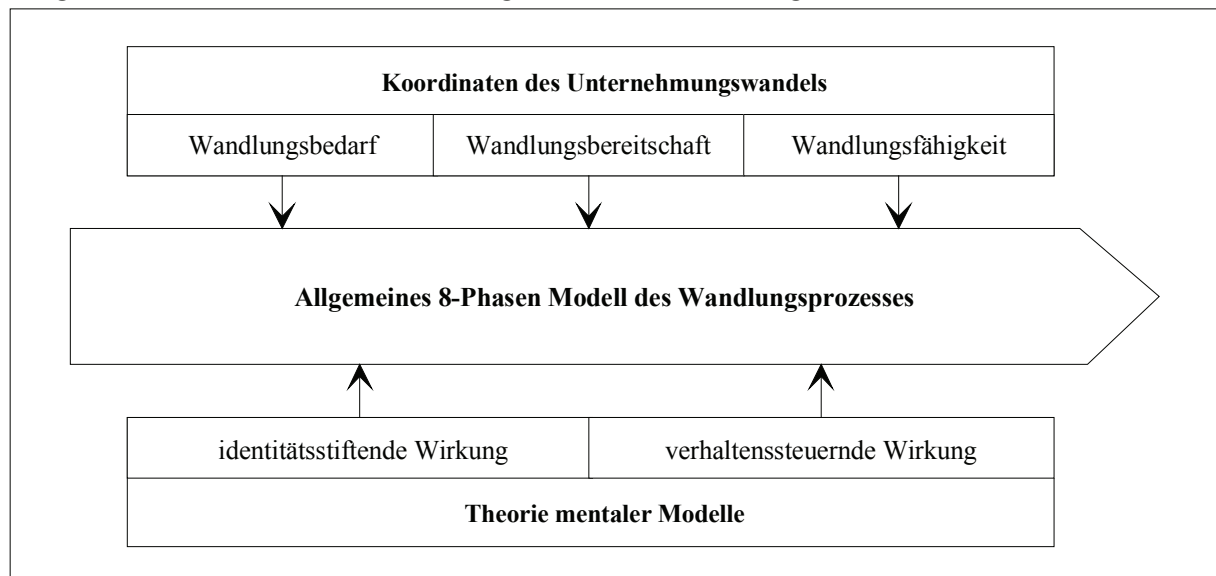 Koordinaten des Unternehmungswandels
Wandlungsbedarf Wandlungsbereitschaft Wandlungsfähigkeit
Allgemeines 8-Phasen Modell des Wandlungsprozesses
identitätsstiftende Wirkung verhaltenssteuernde Wirkung
Theorie mentaler Modelle